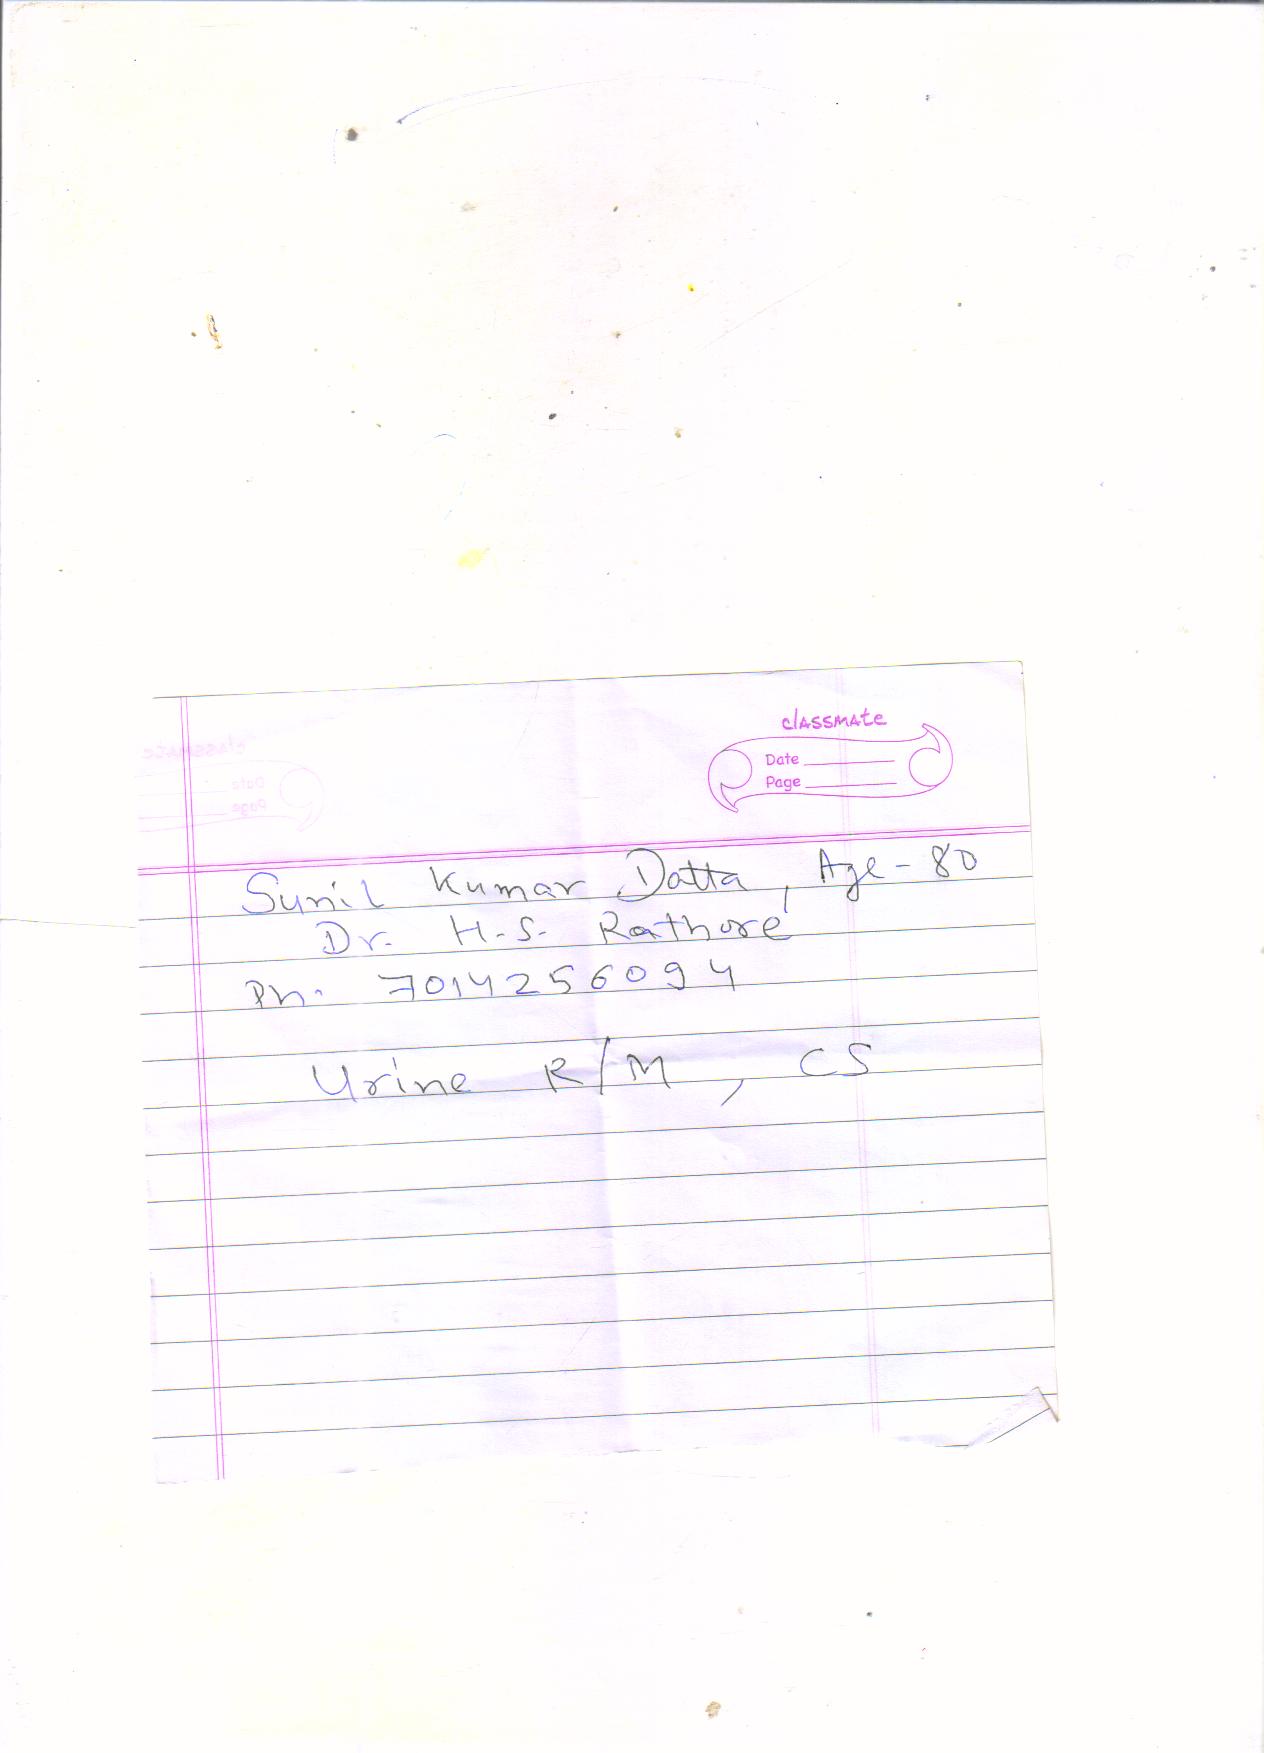 classmate
Date
Page
Sunil Kumar Datta, Age-80
Dr. H.S. Rathore
Ph. 7014256094
Urine R/M, CS